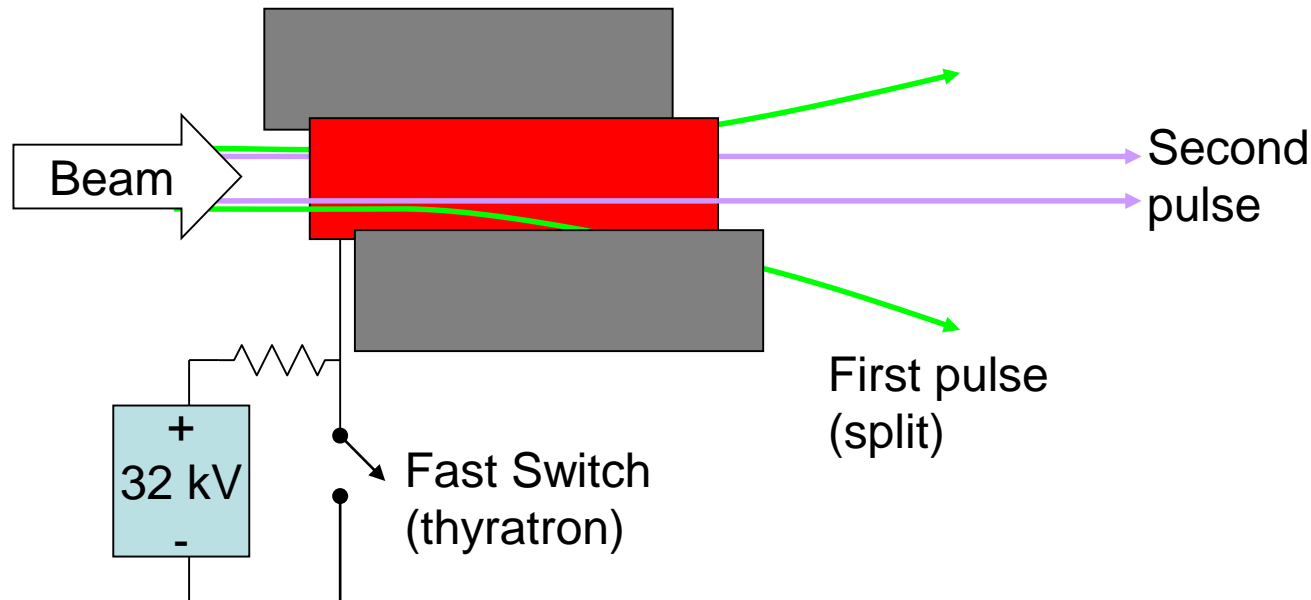 Beam
Second
pulse
First pulse
(split)
+
32 kV
-
Fast Switch
(thyratron)